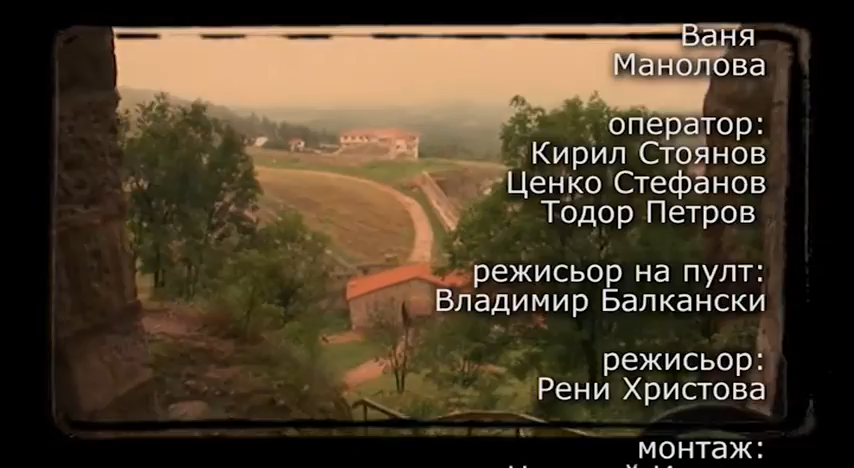 Ваня
Манолова
оператор:
Кирил Стоянов
Ценко Стефанов
Тодор Петров
режисьор на пулт:
Владимир Балкански
режисьор:
Рени Христова
монтаж: